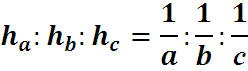 h_a : h_b : h_c = 1/a : 1/b : 1/c